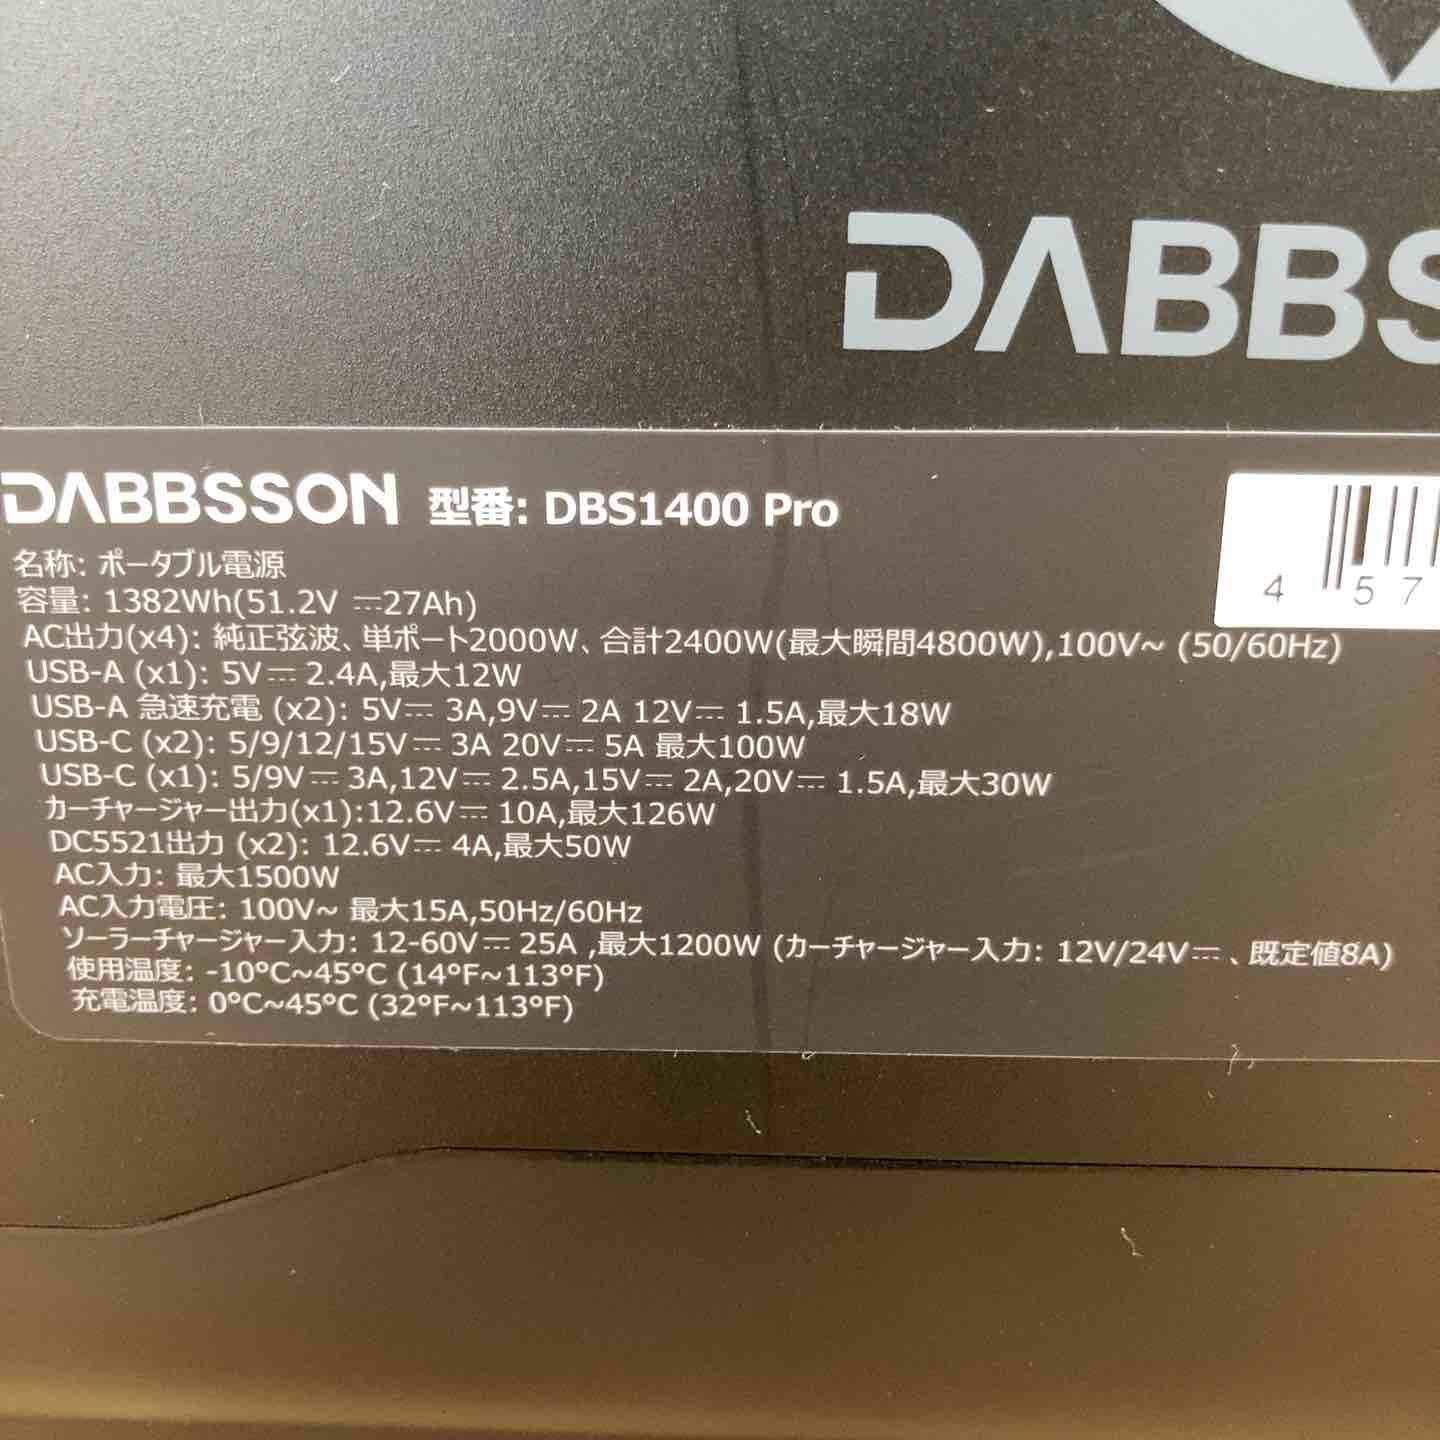 DABBS
DABBSSON 型番: DBS1400 Pro
名称: ポータブル電源
容量: 1382Wh(51.2V ⎓27Ah)
AC出力(x4): 純正弦波、単ポート2000W、合計2400W(最大瞬間4800W),100V~ (50/60Hz)
USB-A (x1): 5V⎓ 2.4A,最大12W
USB-A 急速充電 (x2): 5V⎓ 3A,9V⎓ 2A 12V⎓ 1.5A,最大18W
USB-C (x2): 5/9/12/15V⎓ 3A 20V⎓ 5A 最大100W
USB-C (x1): 5/9V⎓ 3A,12V⎓ 2.5A,15V⎓ 2A,20V⎓ 1.5A,最大30W
カーチャージャー出力(x1):12.6V⎓ 10A,最大126W
DC5521出力 (x2): 12.6V⎓ 4A,最大50W
AC入力: 最大1500W
AC入力電圧: 100V~ 最大15A,50Hz/60Hz
ソーラーチャージャー入力: 12-60V⎓ 25A ,最大1200W (カーチャージャー入力: 12V/24V⎓ 、既定値8A)
使用温度: -10°C~45°C (14°F~113°F)
充電温度: 0°C~45°C (32°F~113°F)
4 57